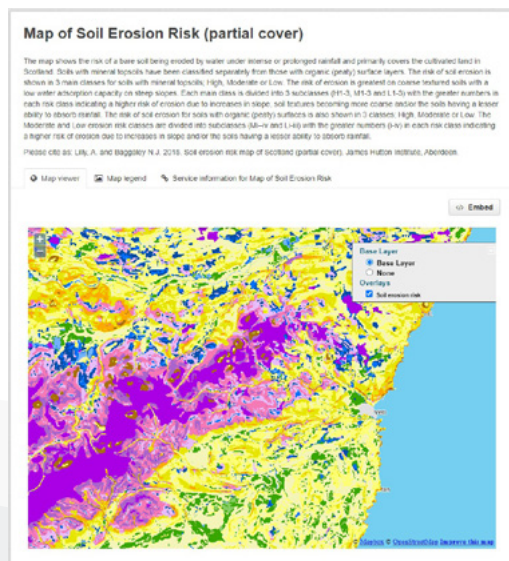 Map of Soil Erosion Risk (partial cover)
The map shows the risk of a bare soil being eroded by water under intense or prolonged rainfall and primarily covers the cultivated land in
Scotland. Soils with mineral topsoils have been classified separately from those with organic (peaty) surface layers. The risk of soil erosion is
shown in 3 main classes for soils with mineral topsoils; High, Moderate or Low. The risk of erosion is greatest on coarse textured soils with a
low water adsorption capacity on steep slopes. Each main class is divided into 3 subclasses (H1-3, M1-3 and L1-3) with the greater numbers in
each risk class indicating a higher risk of erosion due to increases in slope, soil textures becoming more coarse and/or the soils having a lesser
ability to absorb rainfall. The risk of soil erosion for soils with organic (peaty) surfaces is also shown in 3 classes: High, Moderate or Low. The
Moderate and Low erosion risk classes are divided into subclasses (Mi–iv and Li-iii) with the greater numbers (i-iv) in each risk class indicating
a higher risk of erosion due to increases in slope and/or the soils having a lesser ability to absorb rainfall.
Please cite as: Lilly, A. and Baggaley N.J. 2018. Soil erosion risk map of Scotland (partial cover). James Hutton Institute, Aberdeen.
Map viewer Map legend Service information for Map of Soil Erosion Risk
</> Embed
+
Base Layer
Base Layer
None
Overlays
Soil erosion risk
© Mapbox © OpenStreetMap Improve this map